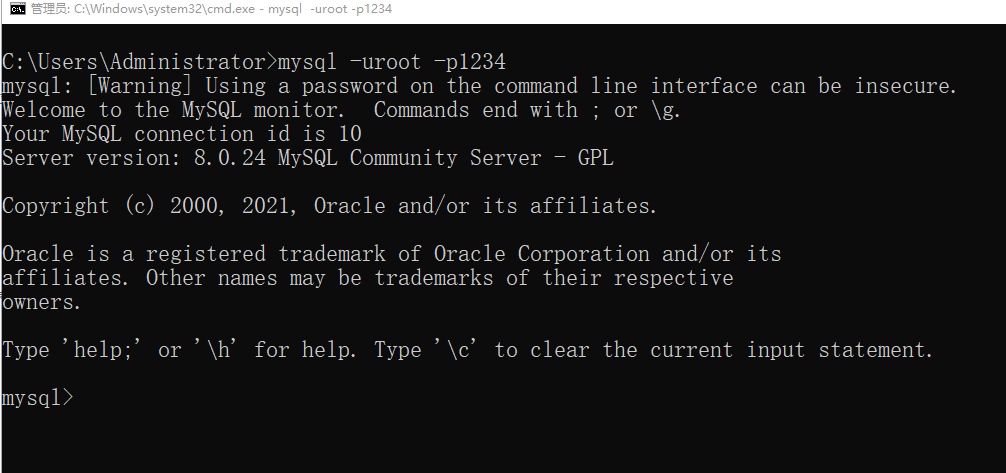 管理员: C:\Windows\system32\cmd.exe - mysql  -uroot -p1234
C:\Users\Administrator>mysql -uroot -p1234
mysql: [Warning] Using a password on the command line interface can be insecure.
Welcome to the MySQL monitor.  Commands end with ; or \g.
Your MySQL connection id is 10
Server version: 8.0.24 MySQL Community Server - GPL
Copyright (c) 2000, 2021, Oracle and/or its affiliates.
Oracle is a registered trademark of Oracle Corporation and/or its
affiliates. Other names may be trademarks of their respective
owners.
Type 'help;' or '\h' for help. Type '\c' to clear the current input statement.
mysql>